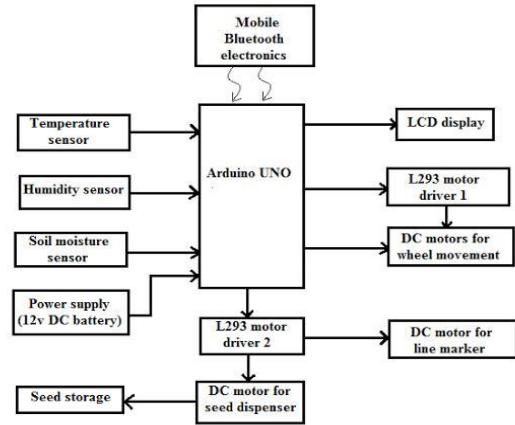 Mobile
Bluetooth
electronics
Temperature
sensor
Humidity sensor
Soil moisture
sensor
Power supply
(12v DC battery)
Arduino UNO
LCD display
L293 motor
driver 1
DC motors for
wheel movement
L293 motor
driver 2
DC motor for
line marker
DC motor for
seed dispenser
Seed storage